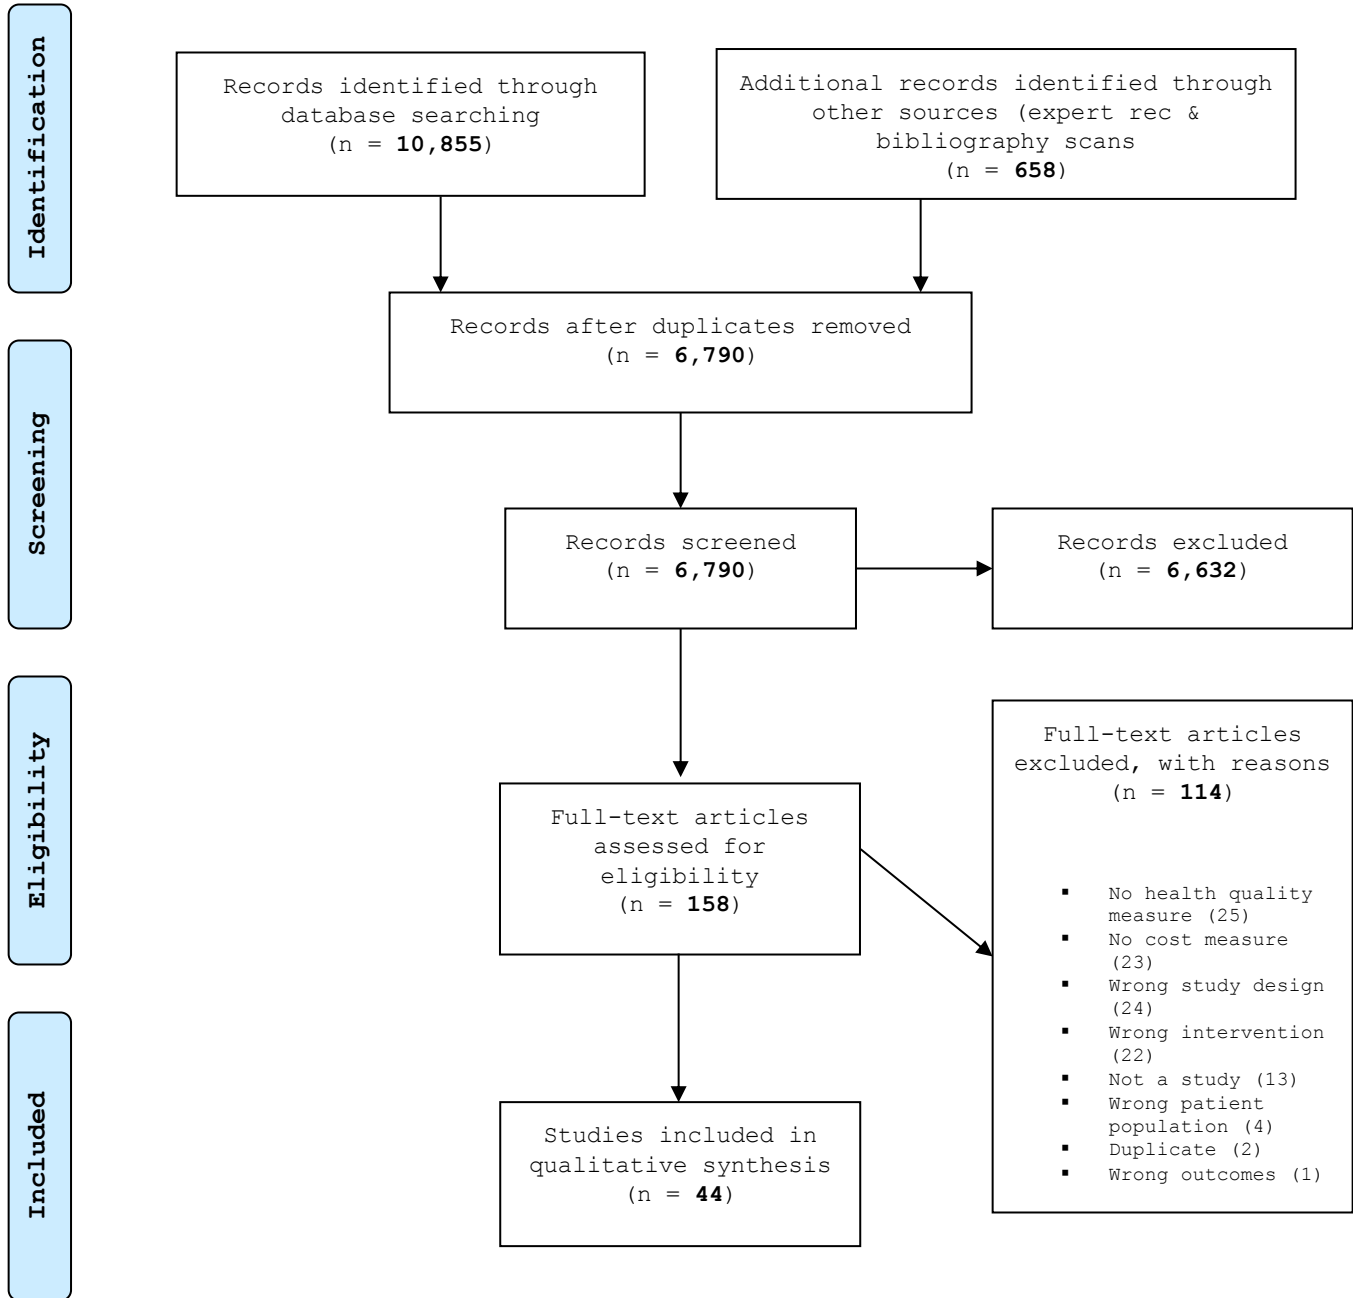 Identification
Records identified through
database searching
(n = 10,855)
Additional records identified through
other sources (expert rec &
bibliography scans
(n = 658)
Records after duplicates removed
(n = 6,790)
Screening
Records screened
(n = 6,790)
Records excluded
(n = 6,632)
Eligibility
Full-text articles
assessed for
eligibility
(n = 158)
Full-text articles
excluded, with reasons
(n = 114)
▪ No health quality
measure (25)
▪ No cost measure
(23)
▪ Wrong study design
(24)
▪ Wrong intervention
(22)
▪ Not a study (13)
▪ Wrong patient
population (4)
▪ Duplicate (2)
▪ Wrong outcomes (1)
Included
Studies included in
qualitative synthesis
(n = 44)